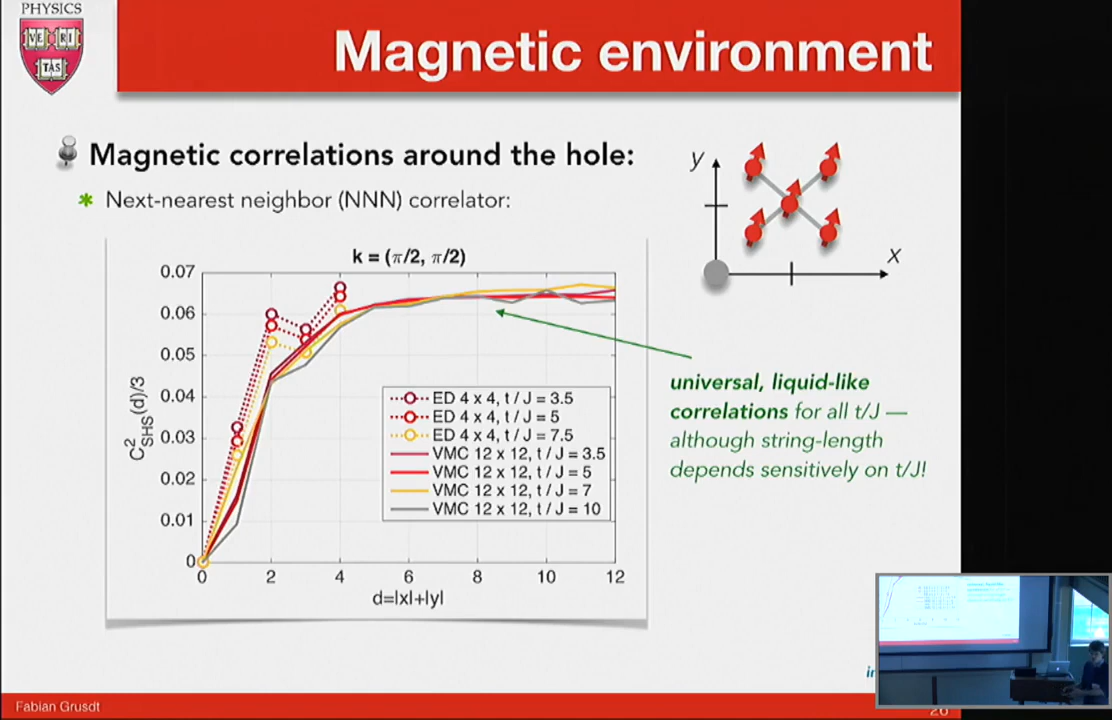 PHYSICS
VE RI
TAS
Magnetic environment
Magnetic correlations around the hole:
* Next-nearest neighbor (NNN) correlator:
y
x
k = (π/2, π/2)
0.07
0.06
0.05
0.04
0.03
0.02
0.01
0
C²SHS(d)/3
ED 4 x 4, t / J = 3.5
ED 4 x 4, t / J = 5
ED 4 x 4, t / J = 7.5
VMC 12 x 12, t / J = 3.5
VMC 12 x 12, t / J = 5
VMC 12 x 12, t / J = 7
VMC 12 x 12, t / J = 10
0 2 4 6 8 10 12
d=|x|+|y|
universal, liquid-like
correlations for all t/J —
although string-length
depends sensitively on t/J!
Fabian Grusdt